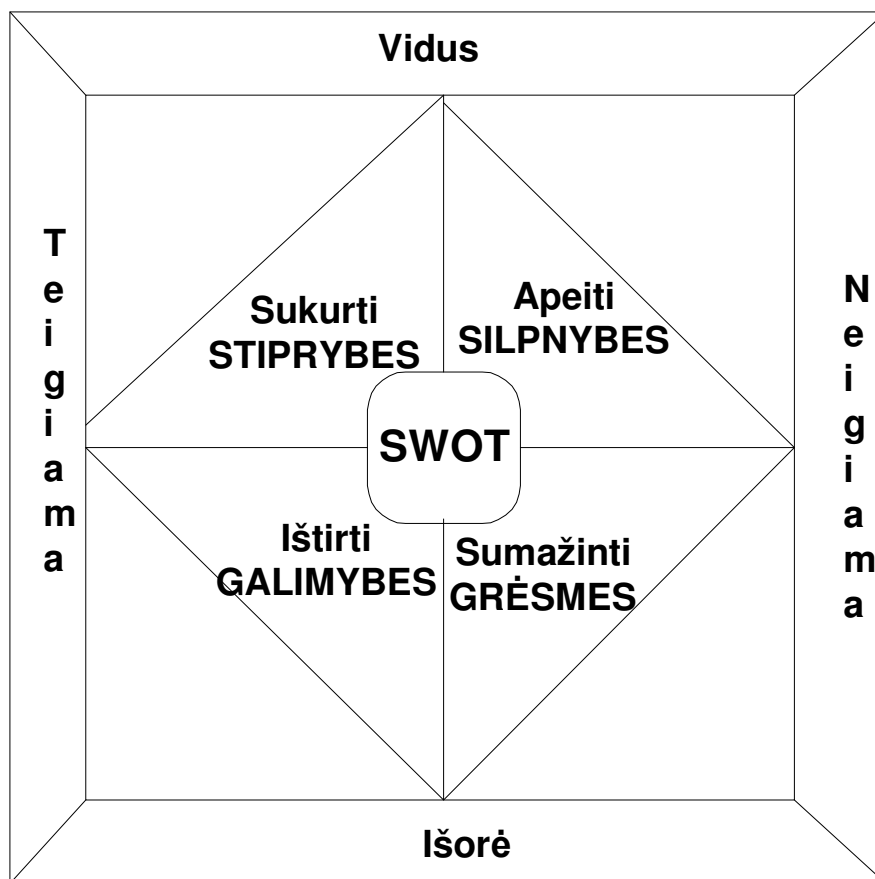 Vidus
Teigiama
Sukurti
STIPRYBES
Apeiti
SILPNYBES
Neigiama
SWOT
Ištirti
GALIMYBES
Sumažinti
GRĖSMES
Išorė